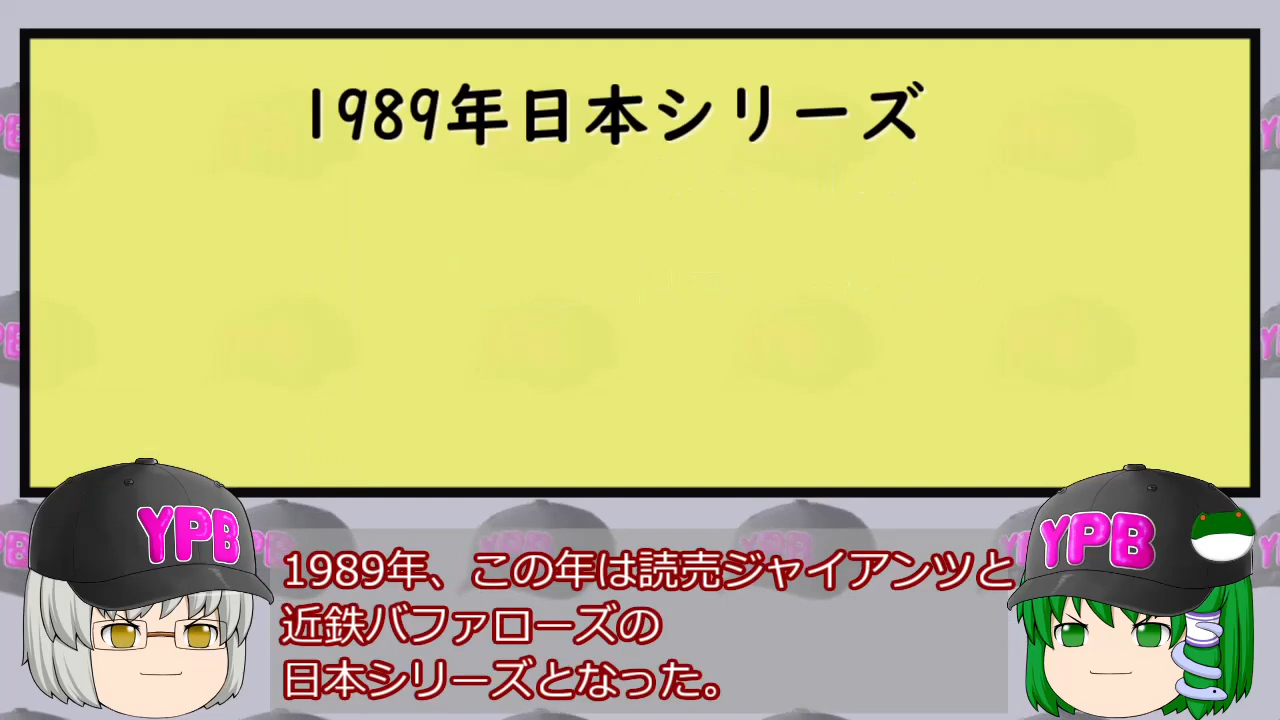 1989年日本シリーズ
YPB
YPB
1989年、この年は読売ジャイアンツと
近鉄バファローズの
日本シリーズとなった。